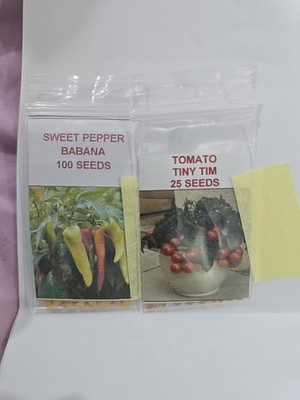 SWEET PEPPER
BABANA
100 SEEDS
TOMATO
TINY TIM
25 SEEDS